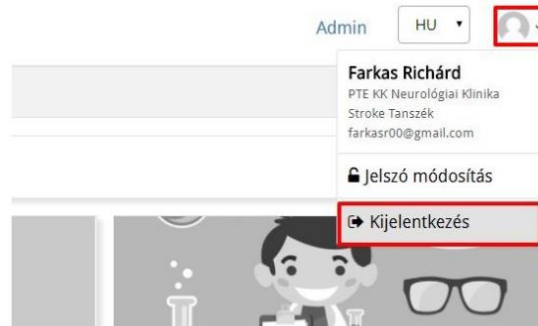 Admin
HU
Farkas Richárd
PTE KK Neurológiai Klinika
Stroke Tanszék
farkasr00@gmail.com
Jelszó módosítás
Kijelentkezés